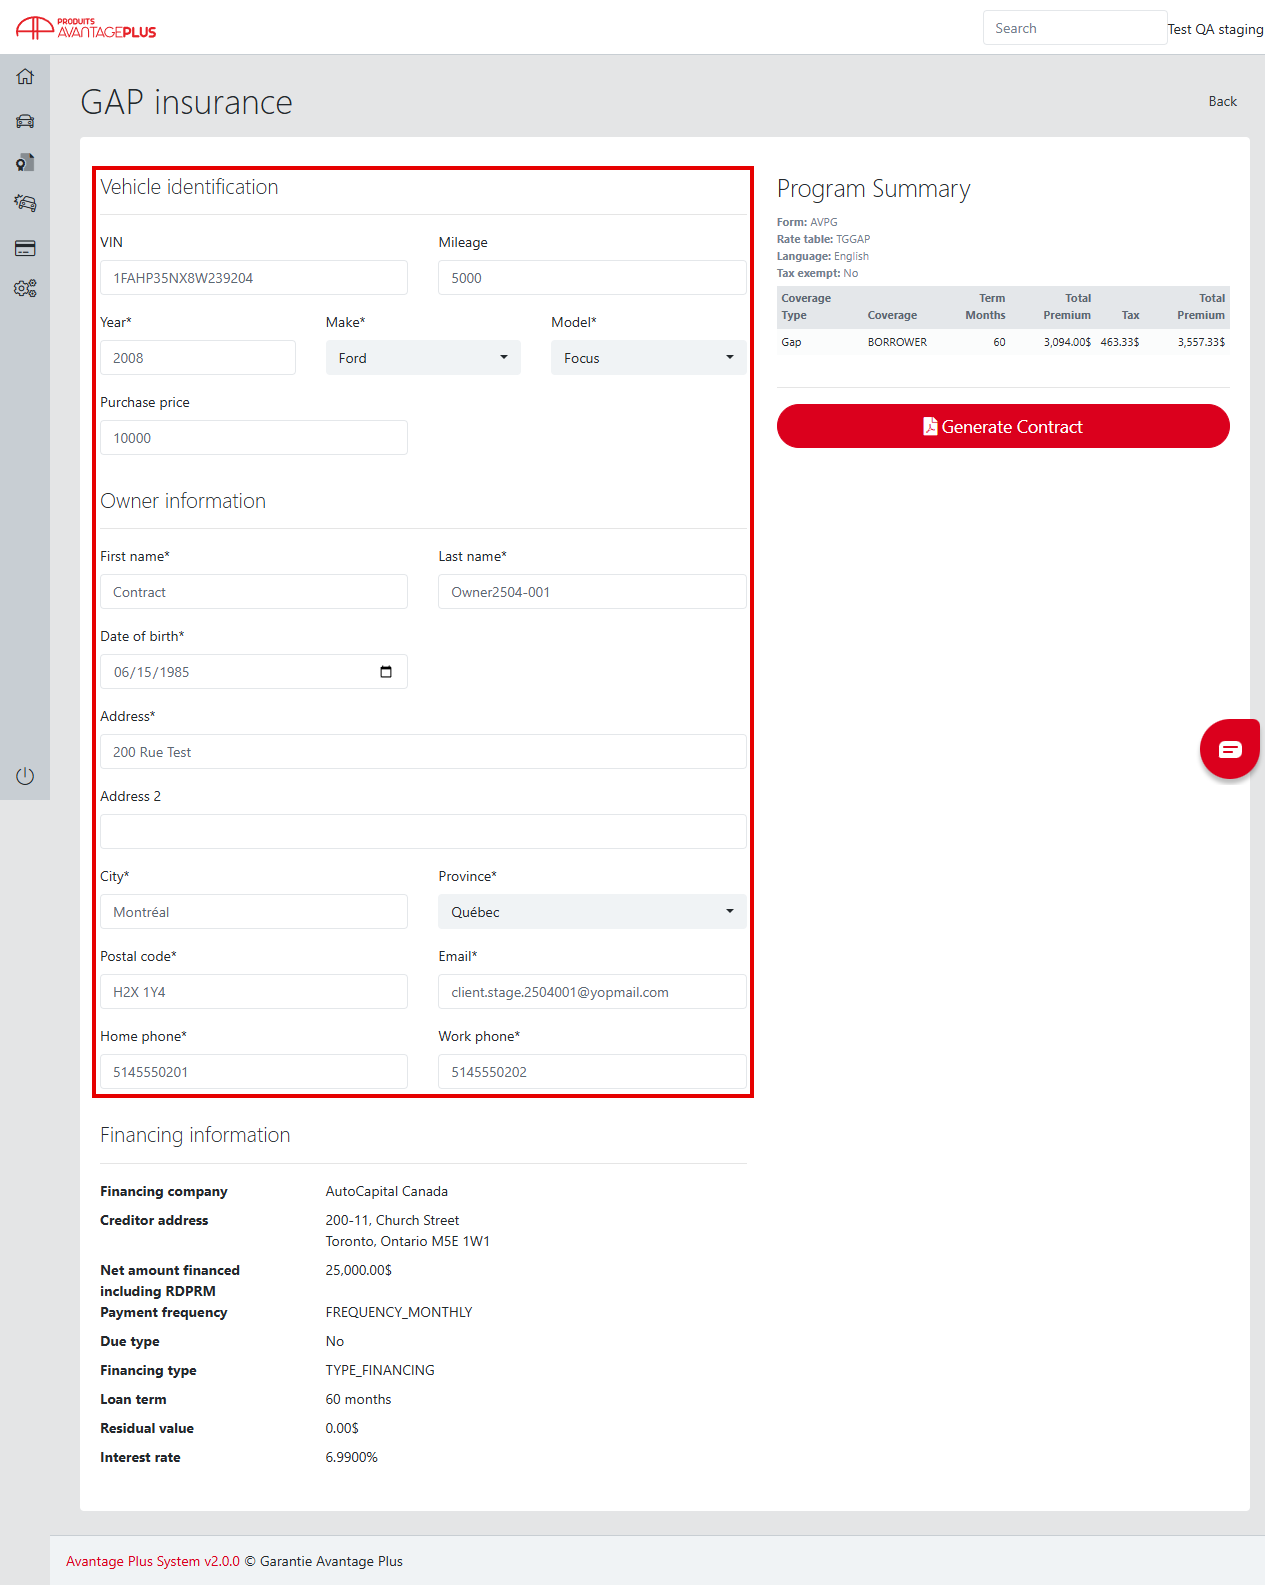 PRODUITS
AVANTAGEPLUS
Search
Test QA staging
GAP insurance
Back
Vehicle identification
VIN
Mileage
1FAHP35NX8W239204
5000
Year*
Make*
Model*
2008
Ford
Focus
Purchase price
10000
Owner information
First name*
Last name*
Contract
Owner2504-001
Date of birth*
06/15/1985
Address*
200 Rue Test
Address 2
City*
Province*
Montréal
Québec
Postal code*
Email*
H2X 1Y4
client.stage.2504001@yopmail.com
Home phone*
Work phone*
5145550201
5145550202
Financing information
Financing company
AutoCapital Canada
Creditor address
200-11, Church Street
Toronto, Ontario M5E 1W1
Net amount financed
including RDPRM
25,000.00$
Payment frequency
FREQUENCY_MONTHLY
Due type
No
Financing type
TYPE_FINANCING
Loan term
60 months
Residual value
0.00$
Interest rate
6.9900%
Program Summary
Form: AVPG
Rate table: TGGAP
Language: English
Tax exempt: No
Coverage Type
Coverage
Term Months
Total Premium
Tax
Total Premium
Gap
BORROWER
60
3,094.00$
463.33$
3,557.33$
Generate Contract
Avantage Plus System v2.0.0 © Garantie Avantage Plus